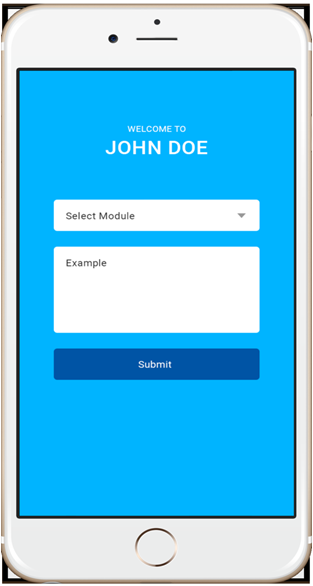 WELCOME TO
JOHN DOE
Select Module
Example
Submit